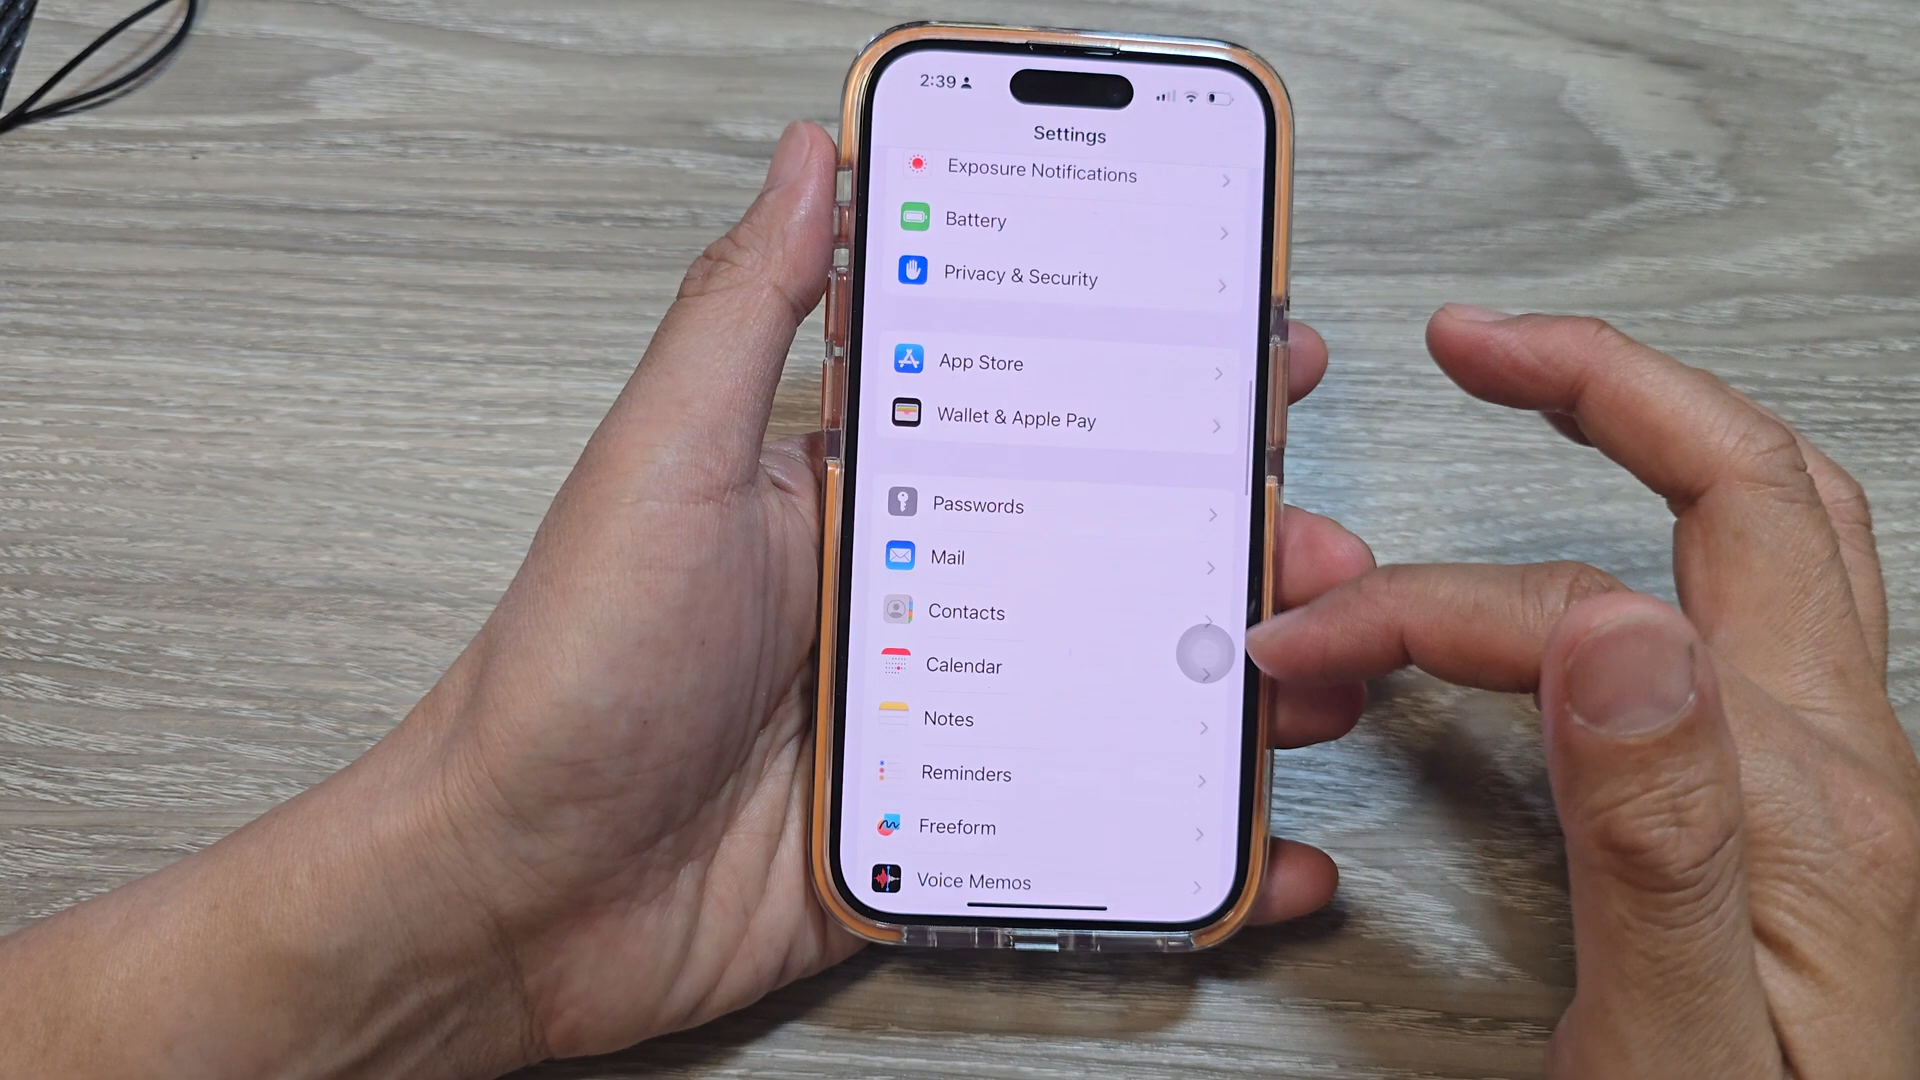 2:39
Settings
Exposure Notifications
Battery
Privacy & Security
App Store
Wallet & Apple Pay
Passwords
Mail
Contacts
Calendar
Notes
Reminders
Freeform
Voice Memos